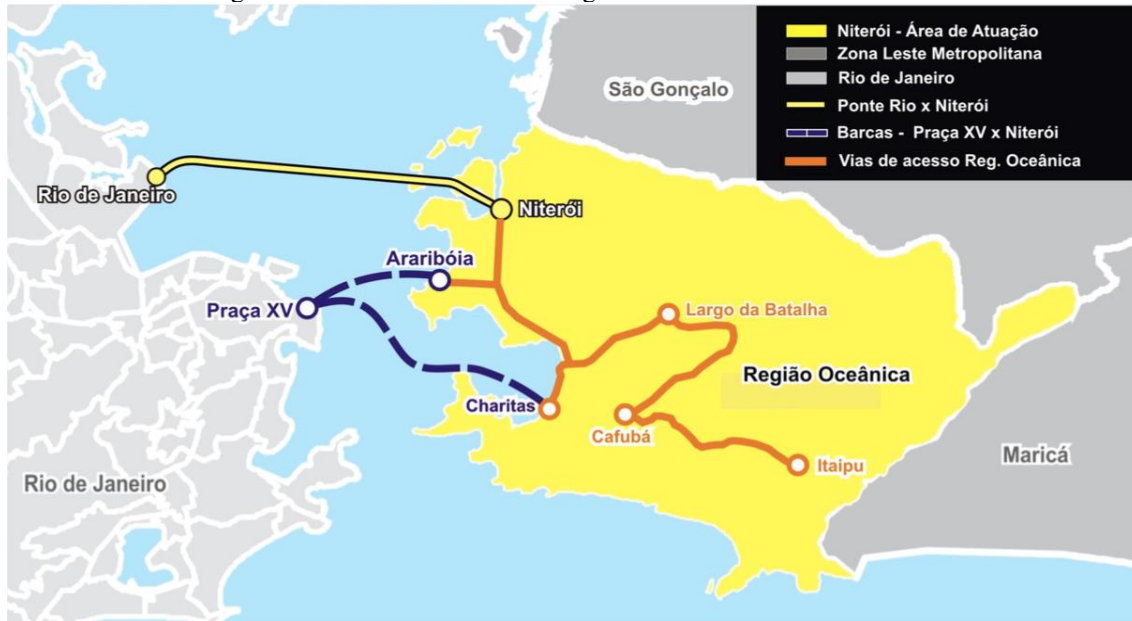 Niterói - Área de Atuação
Zona Leste Metropolitana
Rio de Janeiro
Ponte Rio x Niterói
Barcas - Praça XV x Niterói
Vias de acesso Reg. Oceânica
São Gonçalo
Rio de Janeiro
Niterói
Araribóia
Praça XV
Largo da Batalha
Região Oceânica
Charitas
Cafubá
Itaipu
Maricá
Rio de Janeiro